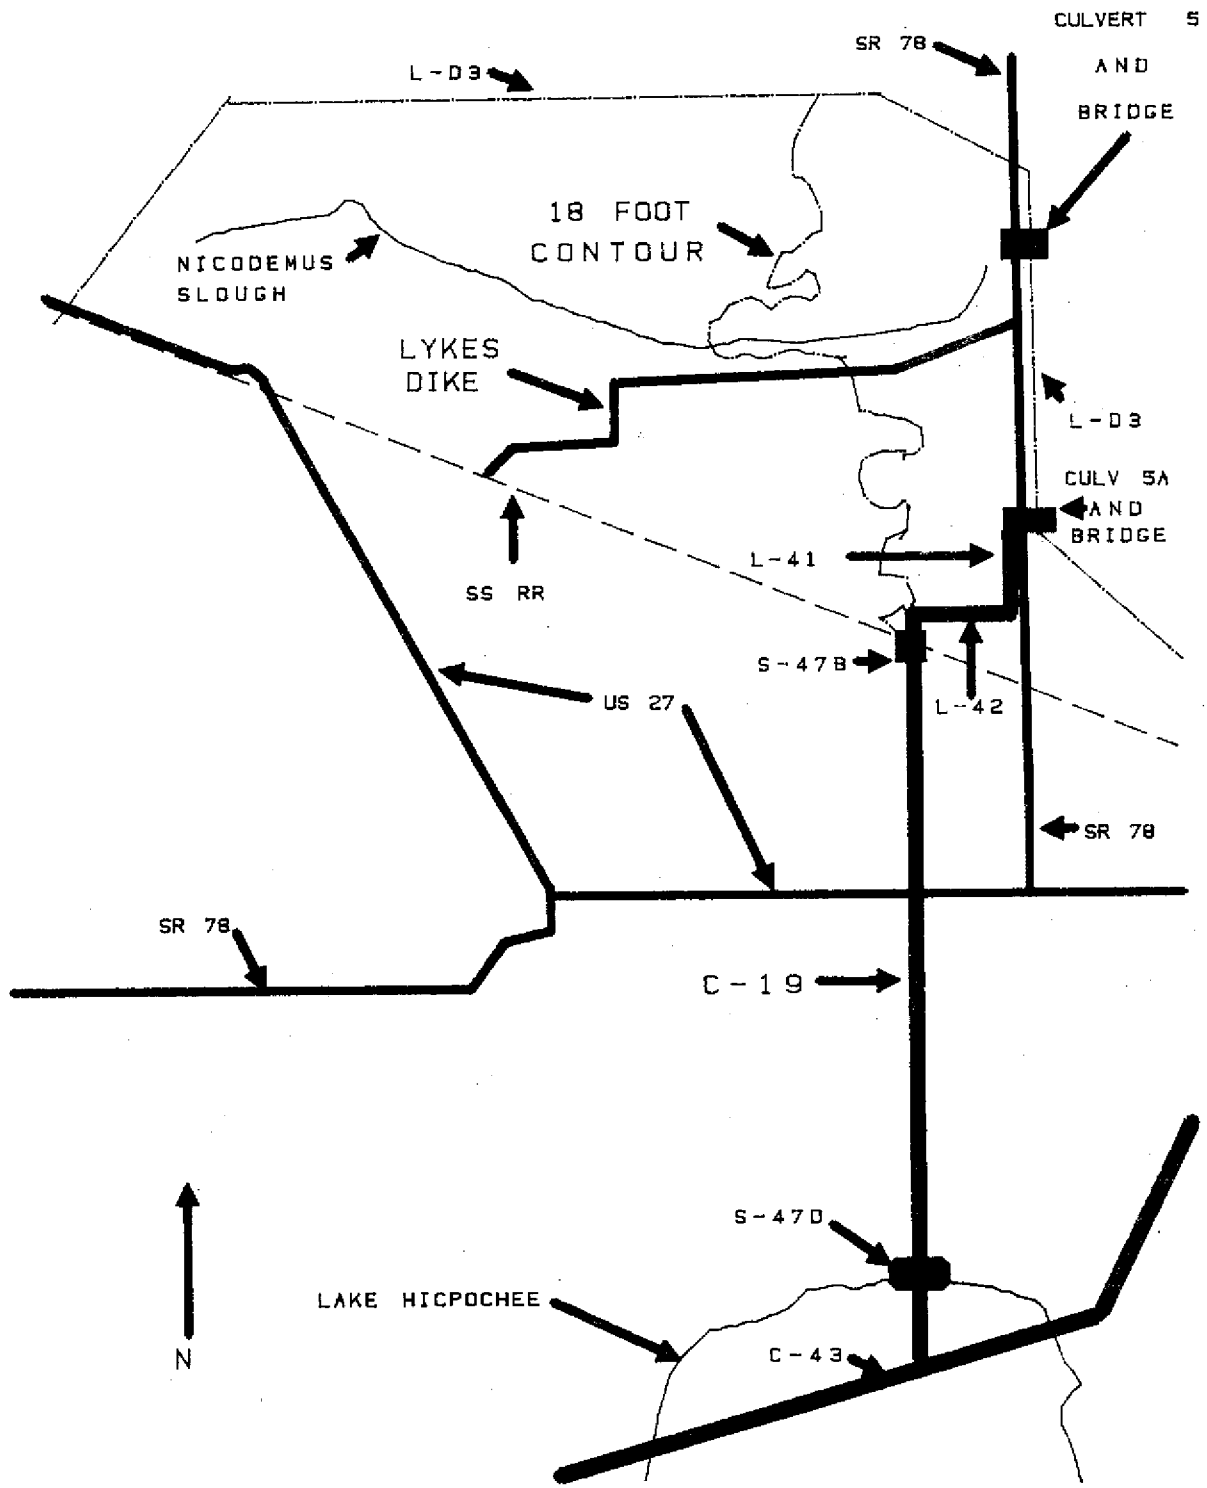 CULVERT 5
SR 78
AND
L-D3
BRIDGE
18 FOOT
CONTOUR
NICODEMUS
SLOUGH
LYKES
DIKE
L-D3
CULV 5A
AND
BRIDGE
L-41
SS RR
S-47B
US 27
L-42
SR 78
SR 78
C-19
S-47D
LAKE HICPOCHEE
C-43
N